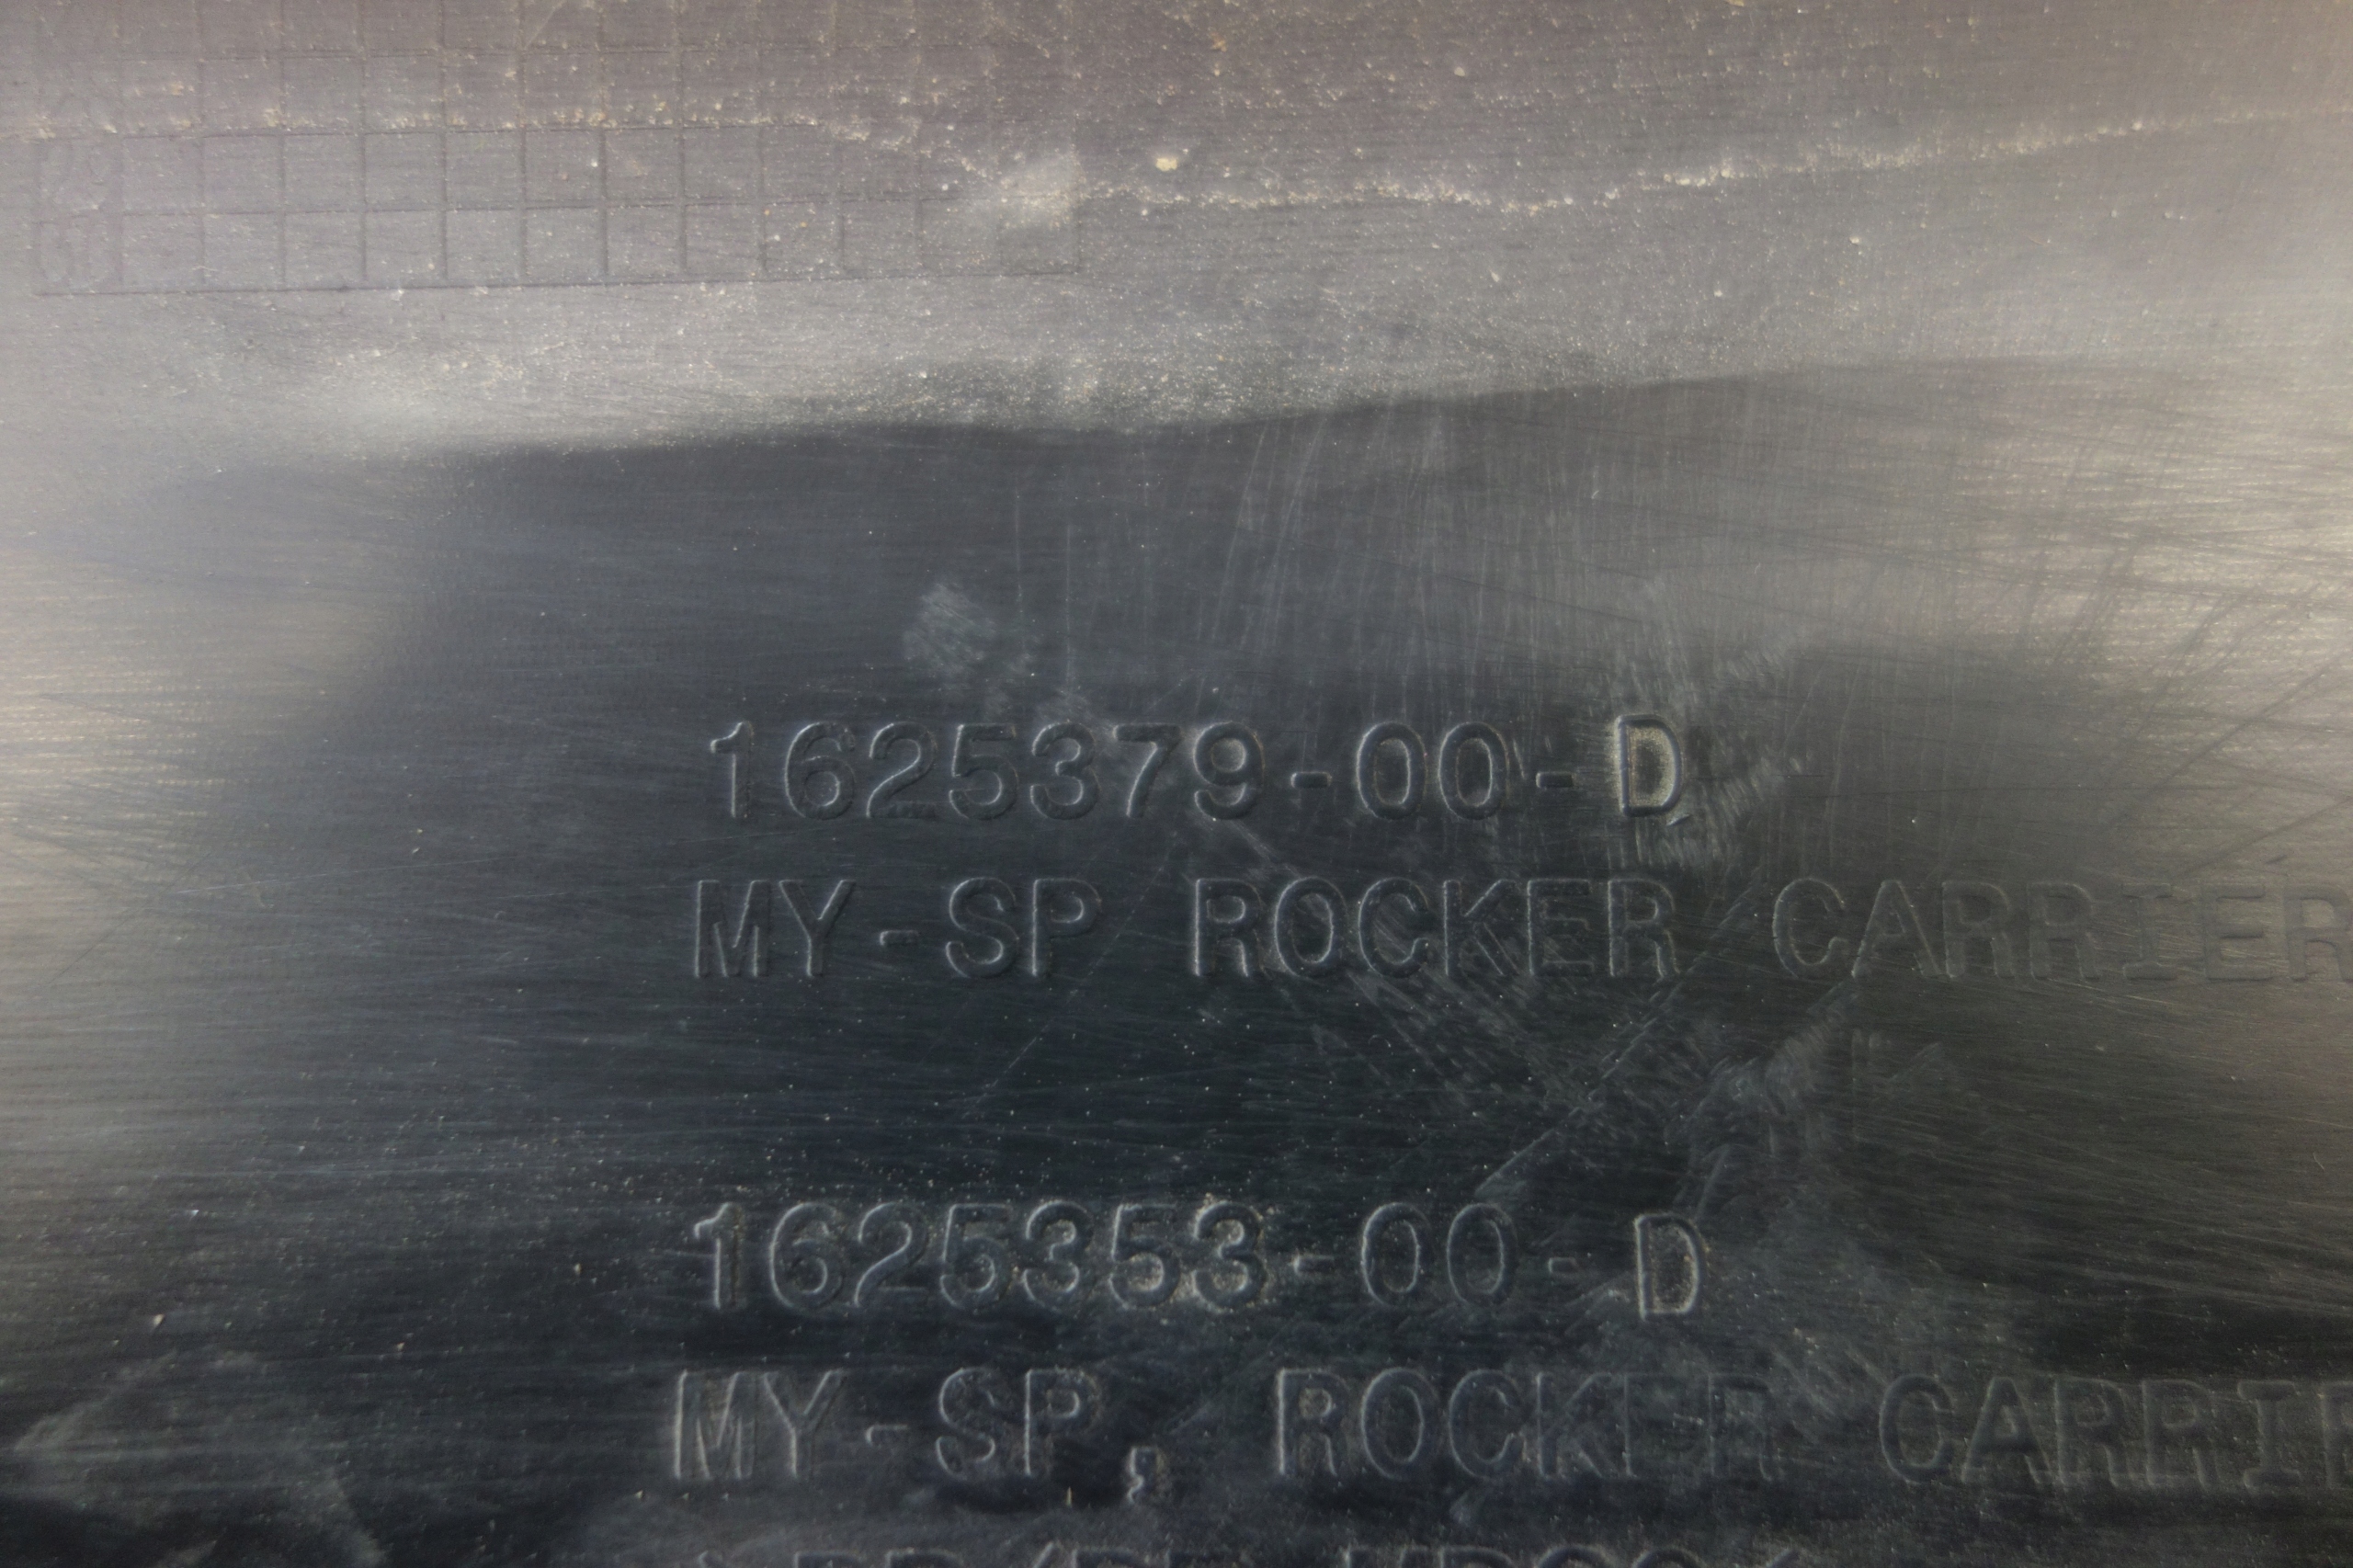 1625379-00-D
MY-SP ROCKER CARRIER
1625353-00-D
MY-SP, ROCKER